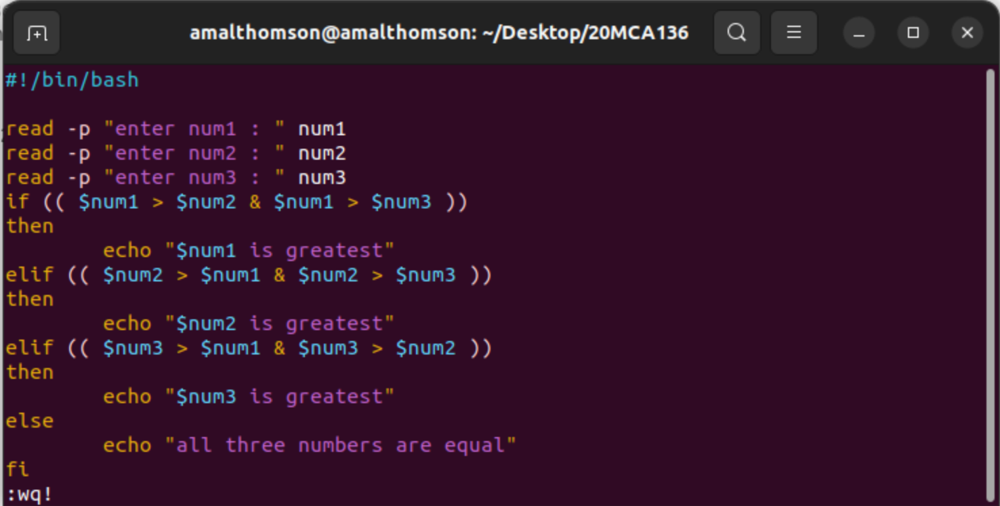 amalthomson@amalthomson: ~/Desktop/20MCA136
#!/bin/bash
read -p "enter num1 : " num1
read -p "enter num2 : " num2
read -p "enter num3 : " num3
if (( $num1 > $num2 & $num1 > $num3 ))
then
        echo "$num1 is greatest"
elif (( $num2 > $num1 & $num2 > $num3 ))
then
        echo "$num2 is greatest"
elif (( $num3 > $num1 & $num3 > $num2 ))
then
        echo "$num3 is greatest"
else
        echo "all three numbers are equal"
fi
:wq!